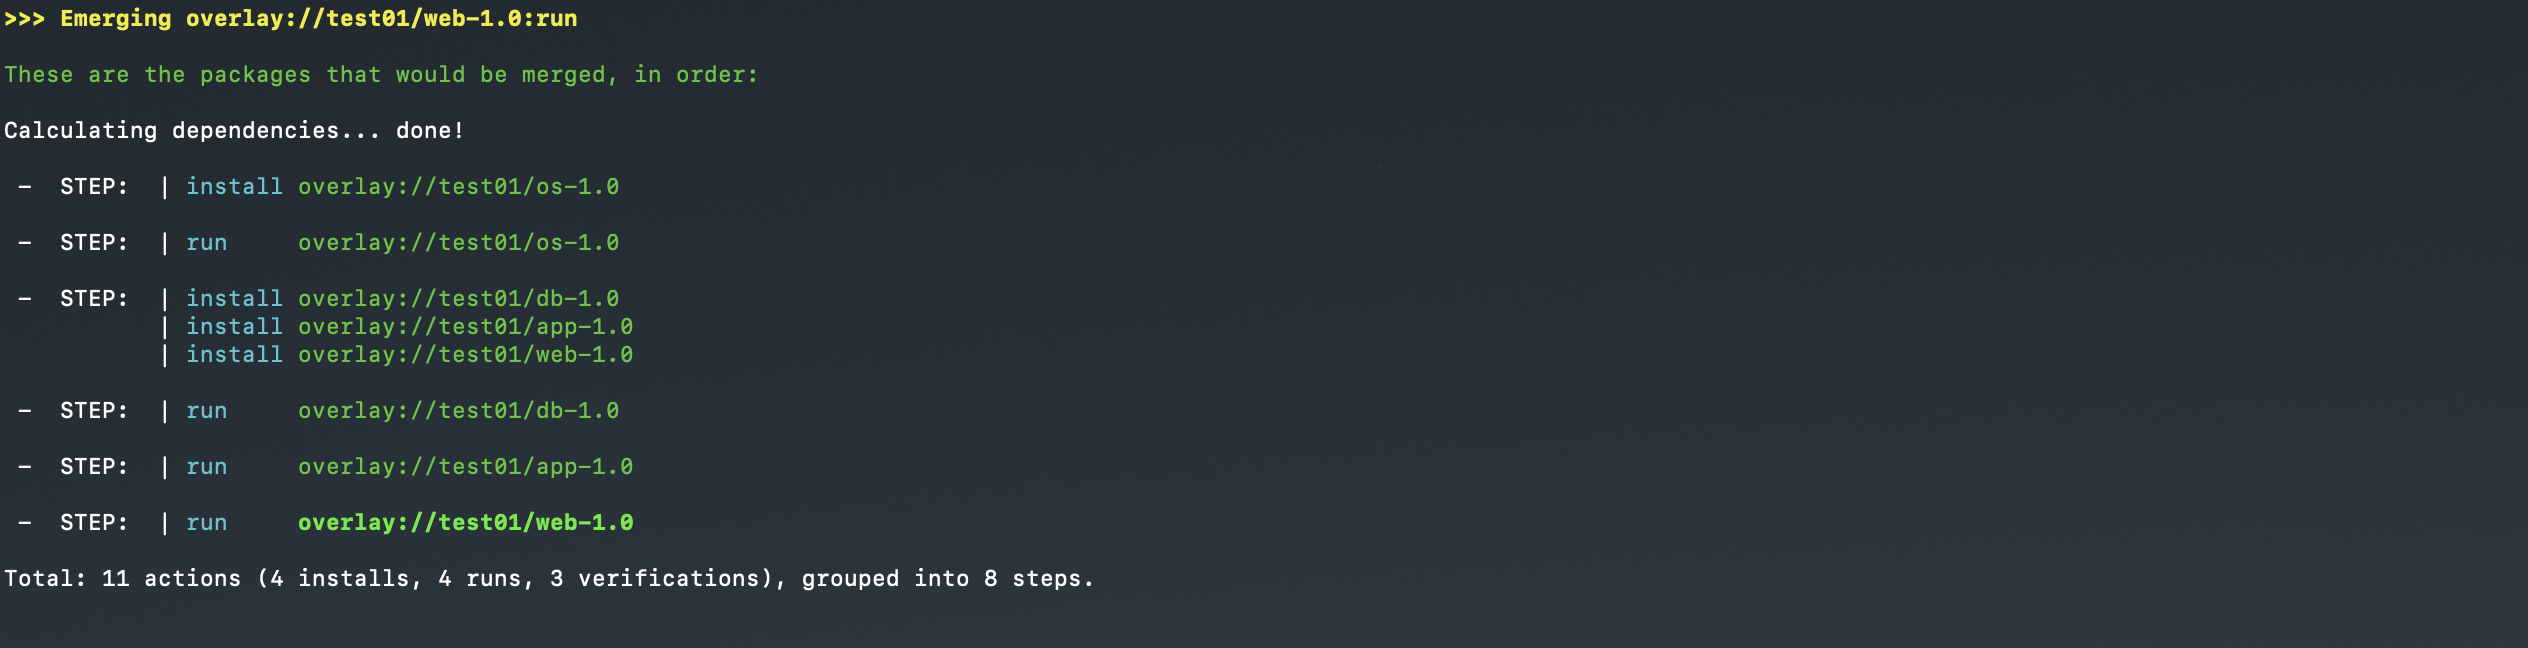 >>> Emerging overlay://test01/web-1.0:run
These are the packages that would be merged, in order:
Calculating dependencies... done!
 –  STEP:  | install overlay://test01/os-1.0
 –  STEP:  | run     overlay://test01/os-1.0
 –  STEP:  | install overlay://test01/db-1.0
           | install overlay://test01/app-1.0
           | install overlay://test01/web-1.0
 –  STEP:  | run     overlay://test01/db-1.0
 –  STEP:  | run     overlay://test01/app-1.0
 –  STEP:  | run     overlay://test01/web-1.0
Total: 11 actions (4 installs, 4 runs, 3 verifications), grouped into 8 steps.